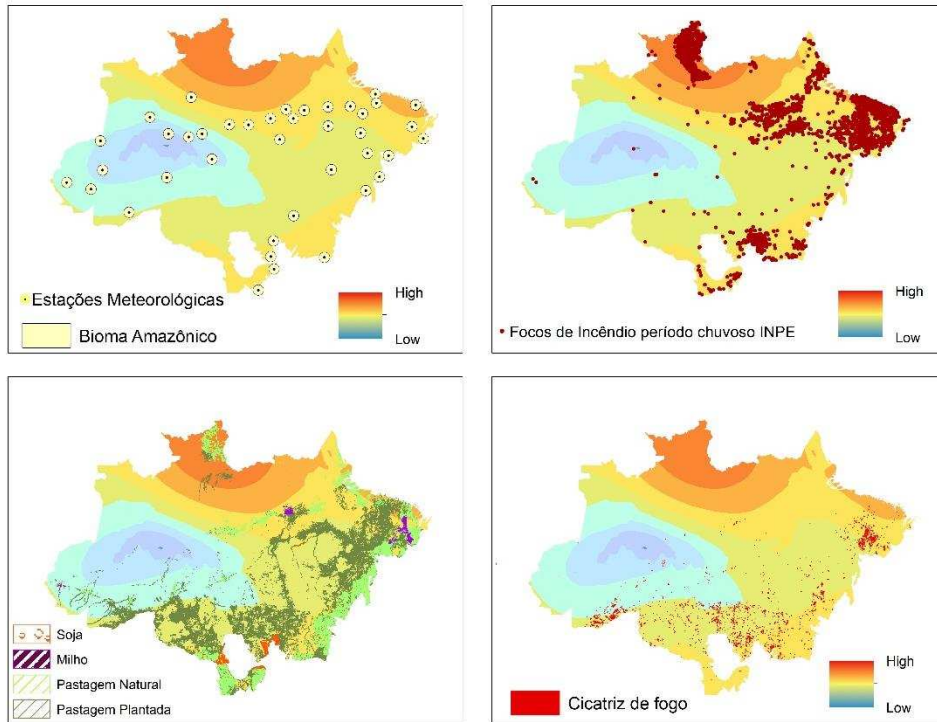 Estações Meteorológicas
Bioma Amazônico
High
Low
Focos de Incêndio período chuvoso INPE
High
Low
Soja
Milho
Pastagem Natural
Pastagem Plantada
Cicatriz de fogo
High
Low